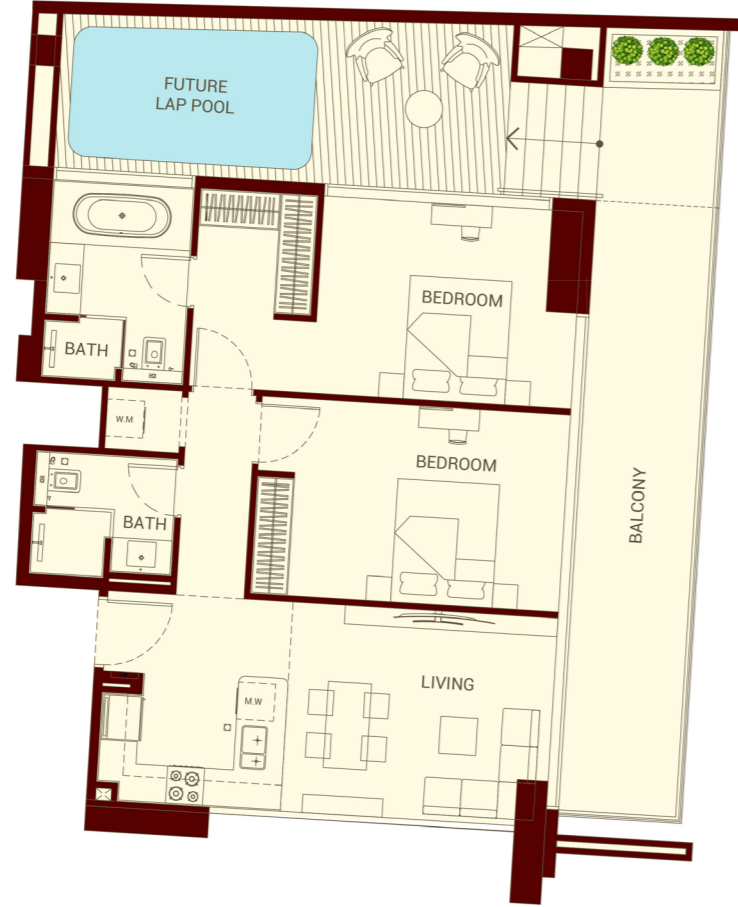 FUTURE
LAP POOL
BEDROOM
BATH
W.M
BEDROOM
BATH
BALCONY
LIVING
M.W